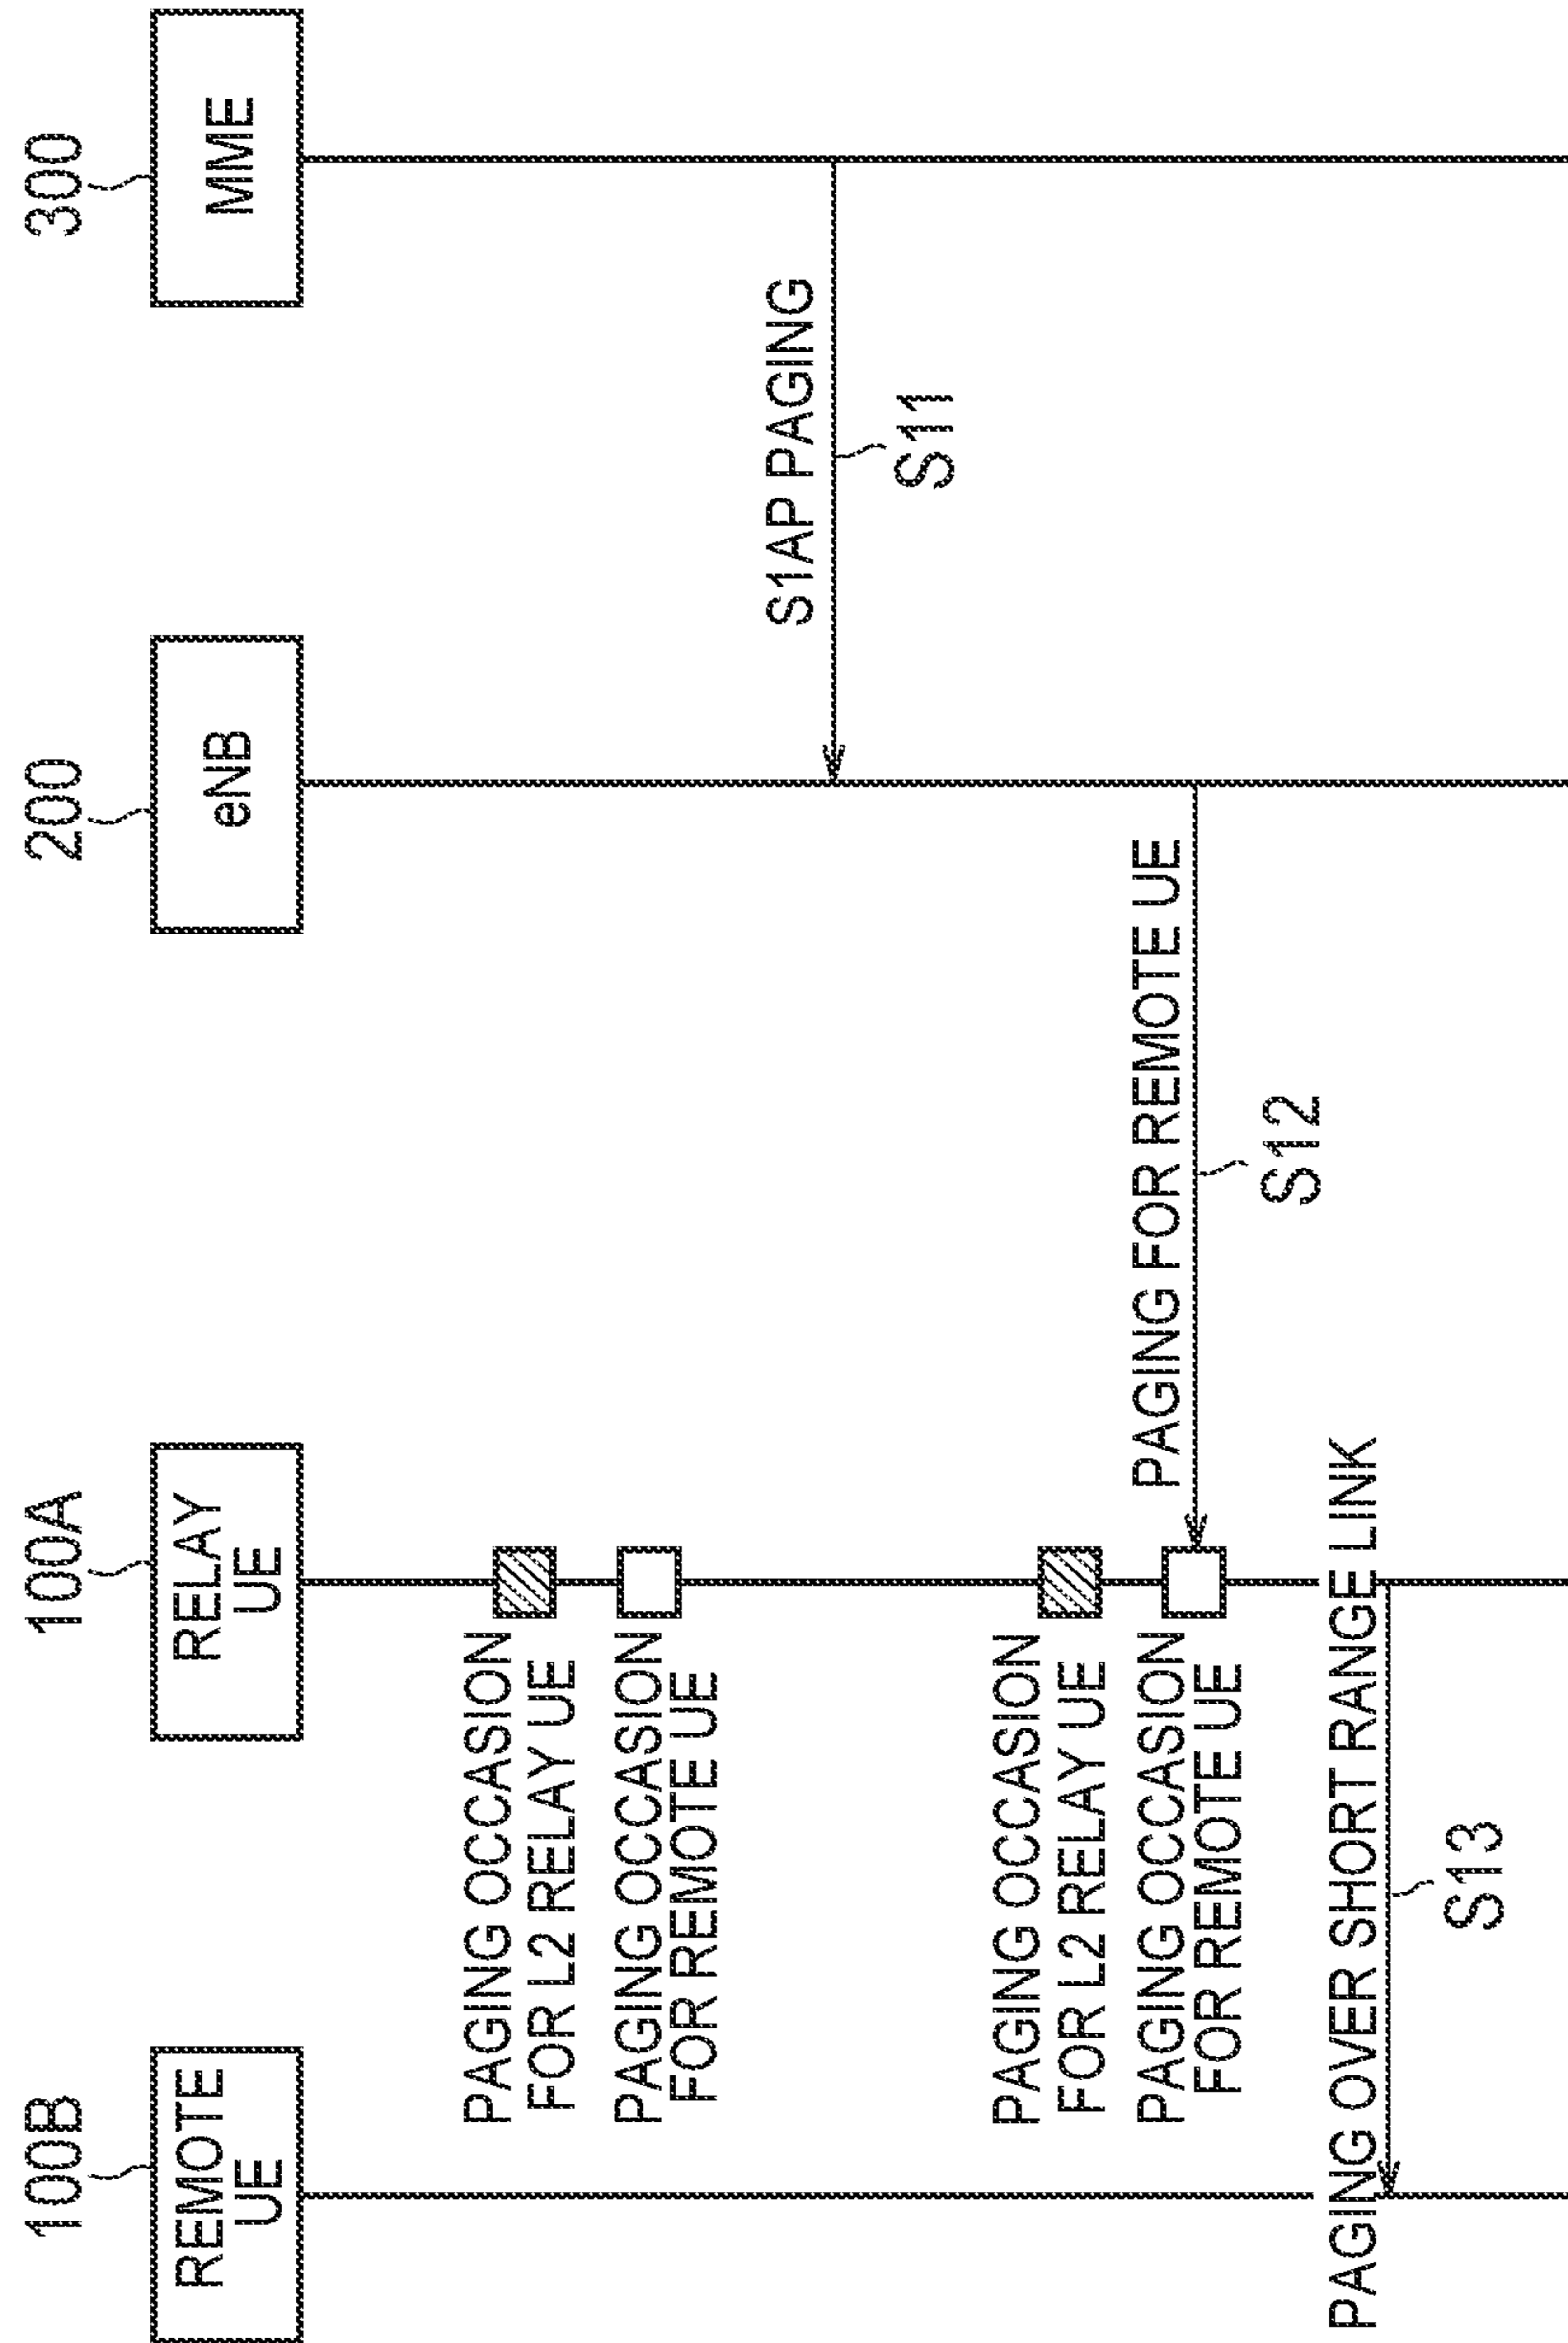 100B
100A
200
300
REMOTE
UE
RELAY
UE
eNB
MME
PAGING OCCASION
FOR L2 RELAY UE
PAGING OCCASION
FOR REMOTE UE
S1AP PAGING
S11
PAGING OCCASION
FOR L2 RELAY UE
PAGING OCCASION
FOR REMOTE UE
PAGING FOR REMOTE UE
S12
PAGING OVER SHORT RANGE LINK
S13